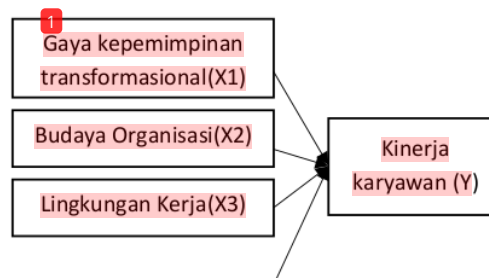 1
Gaya kepemimpinan
transformasional(X1)
Budaya Organisasi(X2)
Lingkungan Kerja(X3)
Kinerja
karyawan (Y)